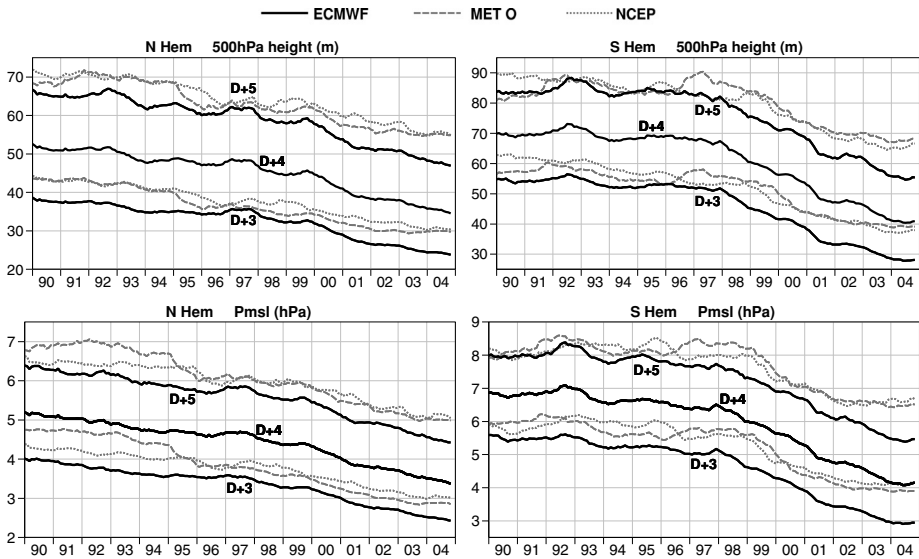 ECMWF MET O NCEP
N Hem 500hPa height (m)
70
60
50
40
30
20
D+5
D+4
D+3
90 91 92 93 94 95 96 97 98 99 00 01 02 03 04
S Hem 500hPa height (m)
90
80
70
60
50
40
30
D+5
D+4
D+3
90 91 92 93 94 95 96 97 98 99 00 01 02 03 04
N Hem Pmsl (hPa)
7
6
5
4
3
2
D+5
D+4
D+3
90 91 92 93 94 95 96 97 98 99 00 01 02 03 04
S Hem Pmsl (hPa)
9
8
7
6
5
4
3
D+5
D+4
D+3
90 91 92 93 94 95 96 97 98 99 00 01 02 03 04